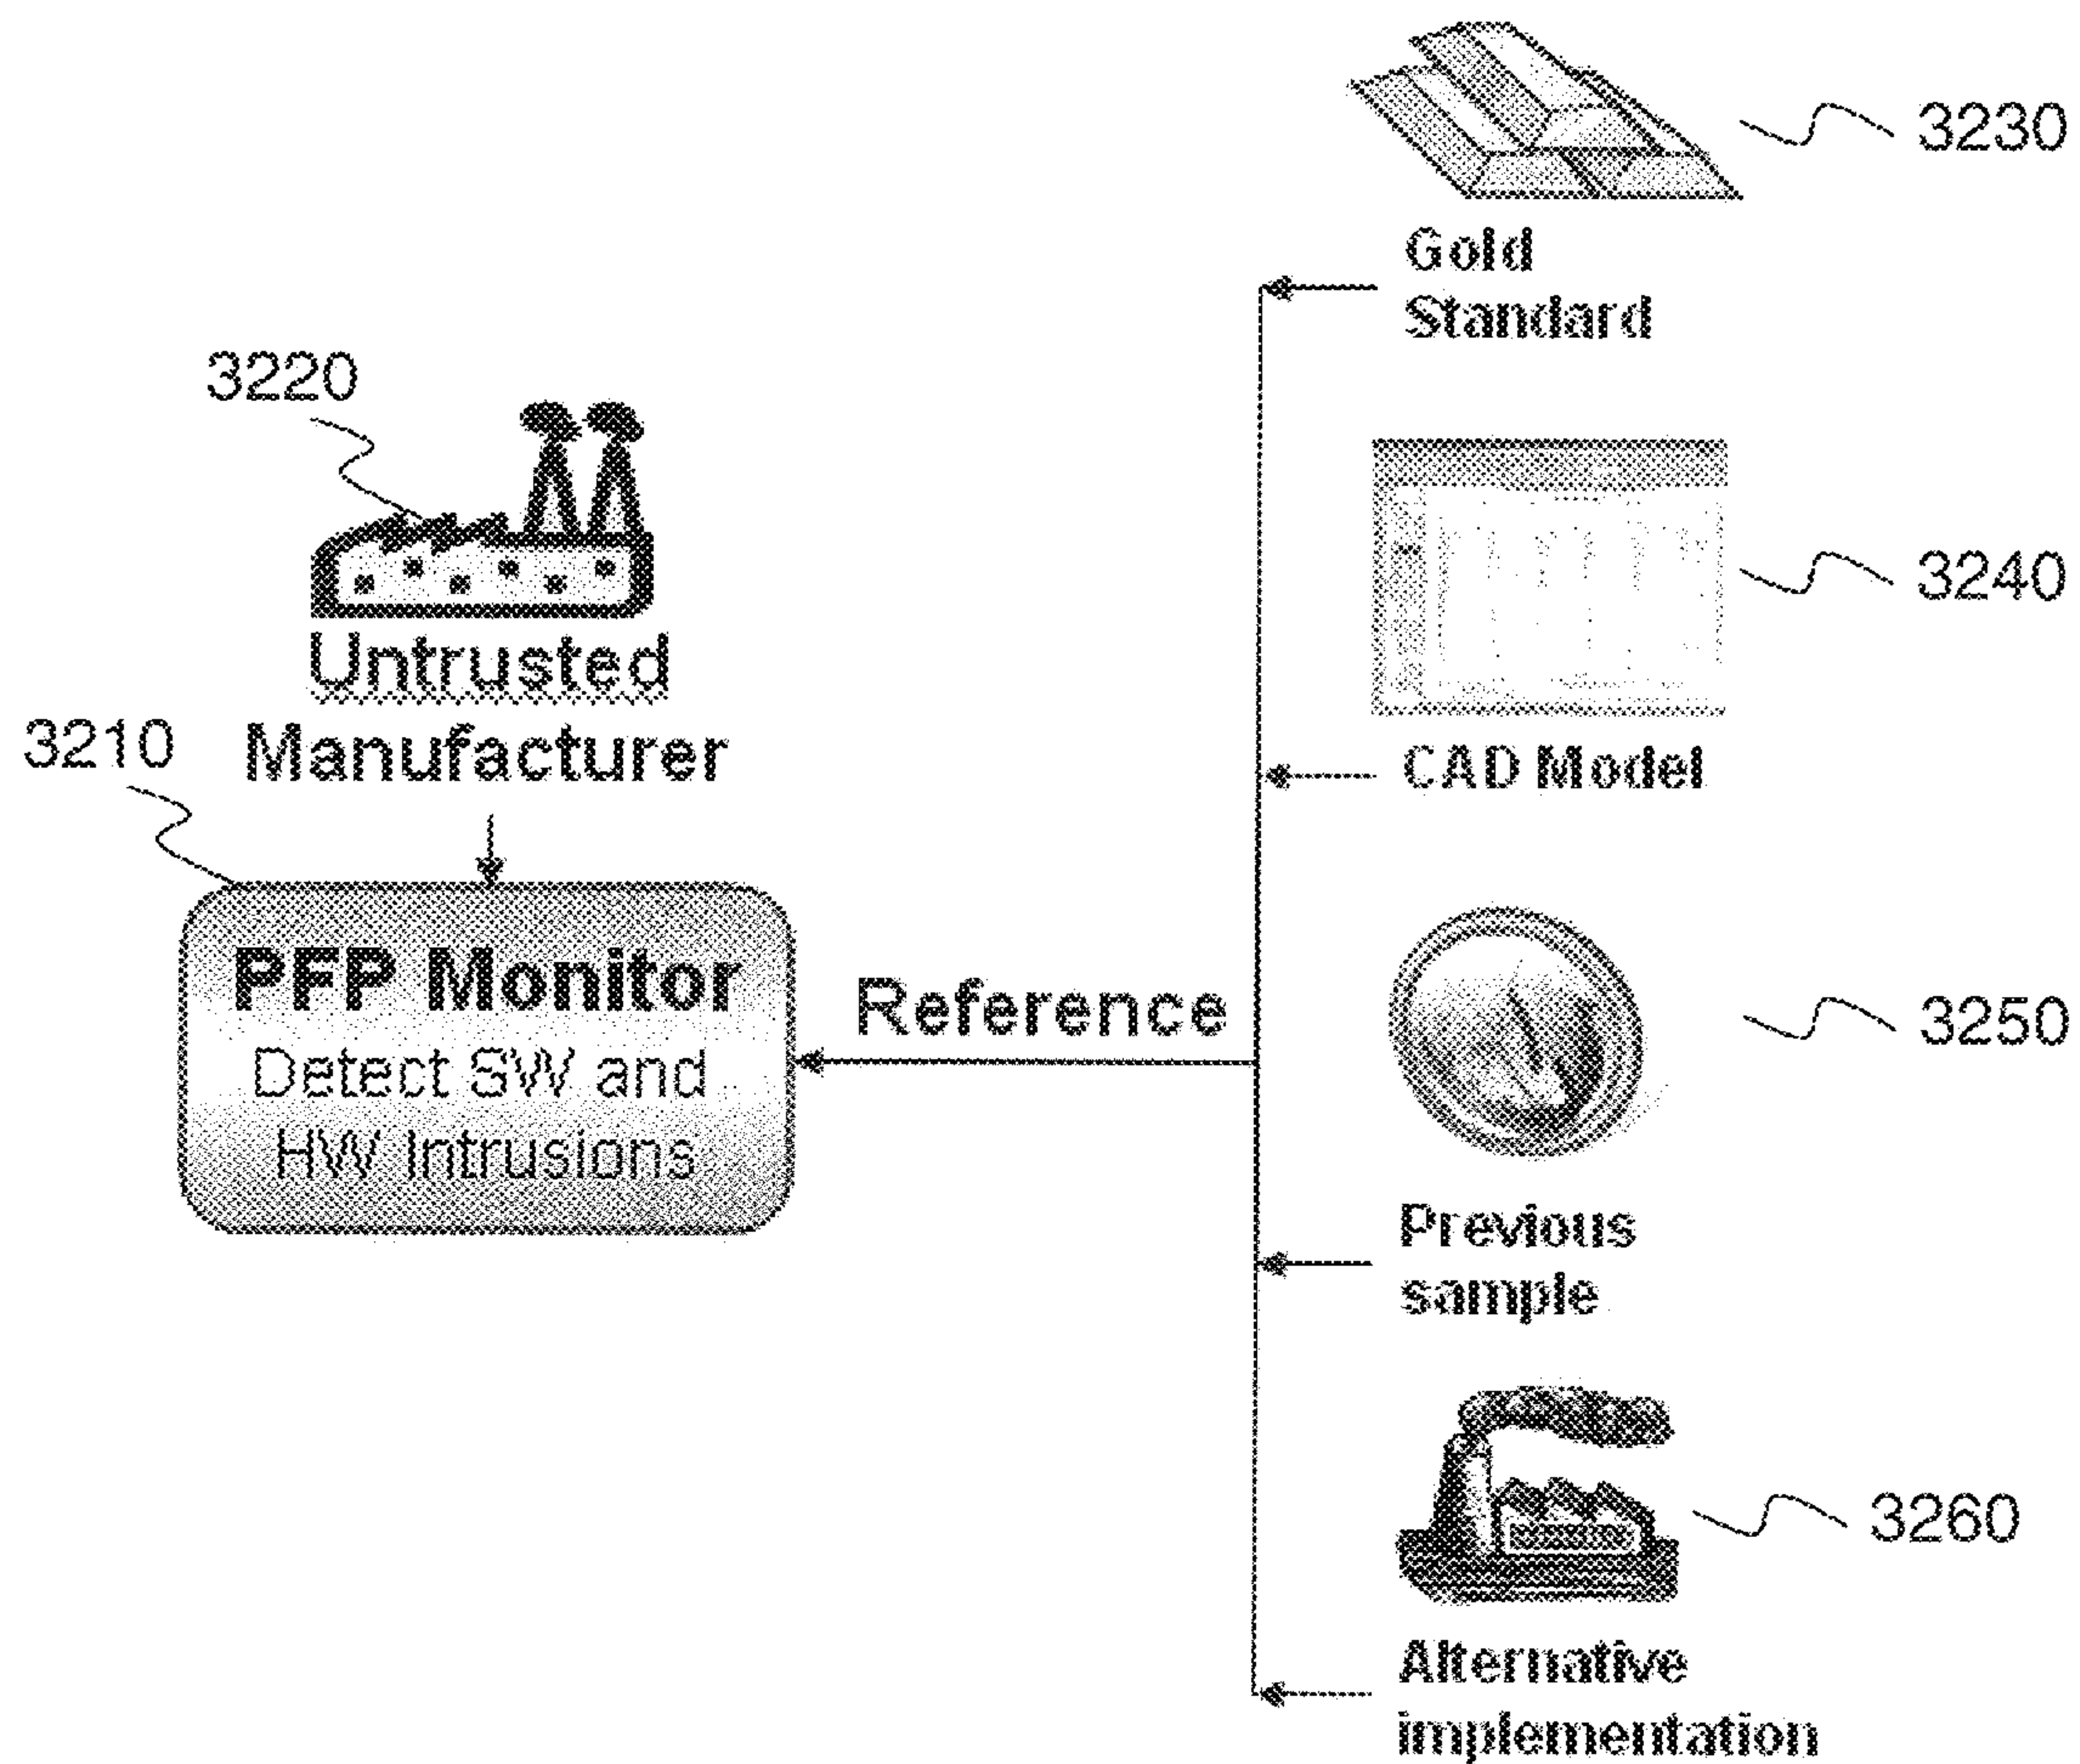 3230
Gold
Standard
3220
3240
Untrusted
Manufacturer
3210
CAD Model
PFP Monitor
Detect SW and
HW Intrusions
Reference
3250
Previous
sample
3260
Alternative
implementation